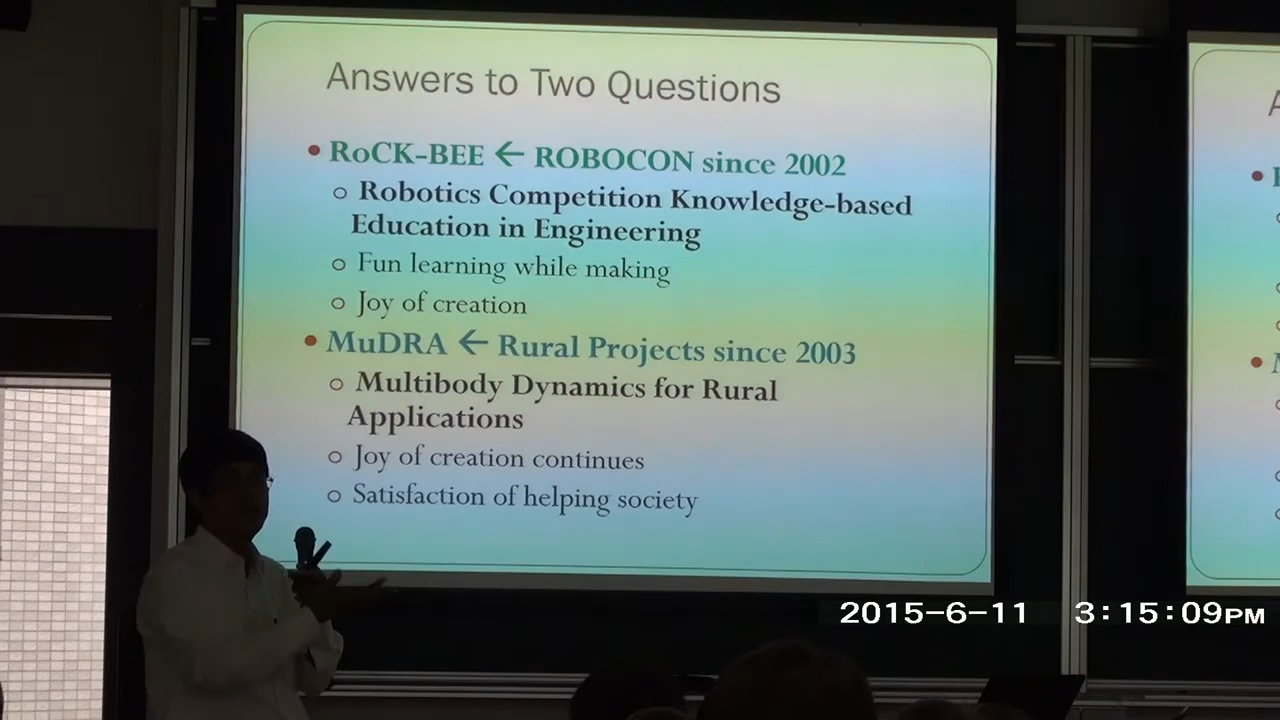 Answers to Two Questions
• RoCK-BEE ← ROBOCON since 2002
o Robotics Competition Knowledge-based
Education in Engineering
o Fun learning while making
o Joy of creation
• MuDRA ← Rural Projects since 2003
o Multibody Dynamics for Rural
Applications
o Joy of creation continues
o Satisfaction of helping society
2015-6-11 3:15:09PM